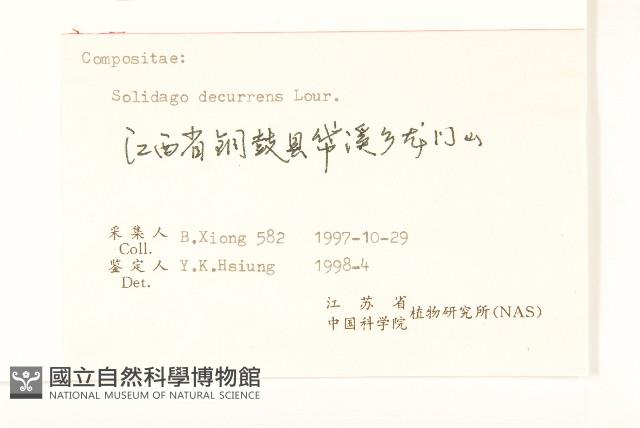 Compositae:
Solidago decurrens Lour.
江西省铜鼓县带溪乡龙门山
采集人 B.Xiong 582 1997-10-29
Coll.
鉴定人 Y.K.Hsiung 1998-4
Det.
江苏省
中国科学院植物研究所(NAS)
國立自然科學博物館
NATIONAL MUSEUM OF NATURAL SCIENCE